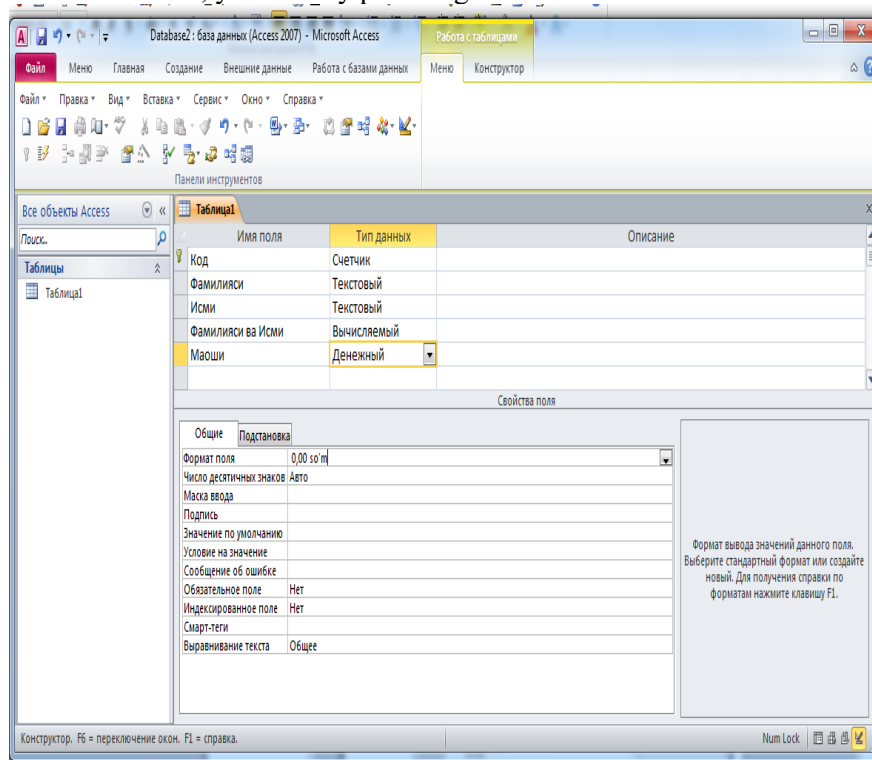 Database2 : база данных (Access 2007) - Microsoft Access
Работа с таблицами
Файл Меню Главная Создание Внешние данные Работа с базами данных Меню Конструктор
Файл Правка Вид Вставка Сервис Окно Справка
Панели инструментов
Все объекты Access
Таблица1
Поиск...
Имя поля Тип данных Описание
Таблицы
Таблица1
Код Счетчик
Фамилияси Текстовый
Исми Текстовый
Фамилияси ва Исми Вычисляемый
Маоши Денежный
Свойства поля
Общие Подстановка
Формат поля 0,00 so'm
Число десятичных знаков Авто
Маска ввода
Подпись
Значение по умолчанию
Условие на значение
Сообщение об ошибке
Обязательное поле Нет
Индексированное поле Нет
Смарт-теги
Выравнивание текста Общее
Формат вывода значений данного поля.
Выберите стандартный формат или создайте
новый. Для получения справки по
форматам нажмите клавишу F1.
Конструктор. F6 = переключение окон. F1 = справка.
Num Lock